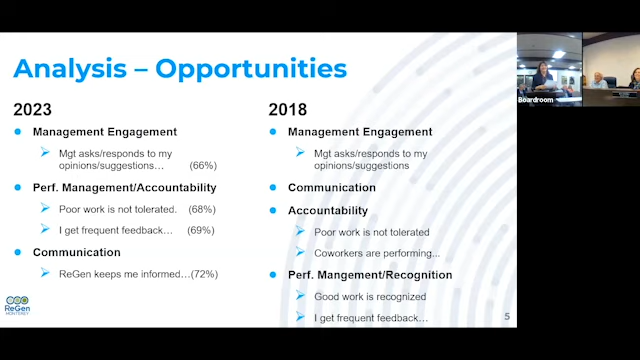 Analysis – Opportunities
2023
Management Engagement
Mgt asks/responds to my
opinions/suggestions… (66%)
Perf. Management/Accountability
Poor work is not tolerated. (68%)
I get frequent feedback… (69%)
Communication
ReGen keeps me informed…(72%)
2018
Management Engagement
Mgt asks/responds to my
opinions/suggestions
Communication
Accountability
Poor work is not tolerated
Coworkers are performing...
Perf. Mangement/Recognition
Good work is recognized
I get frequent feedback…
ReGen
MONTEREY
5
Boardroom